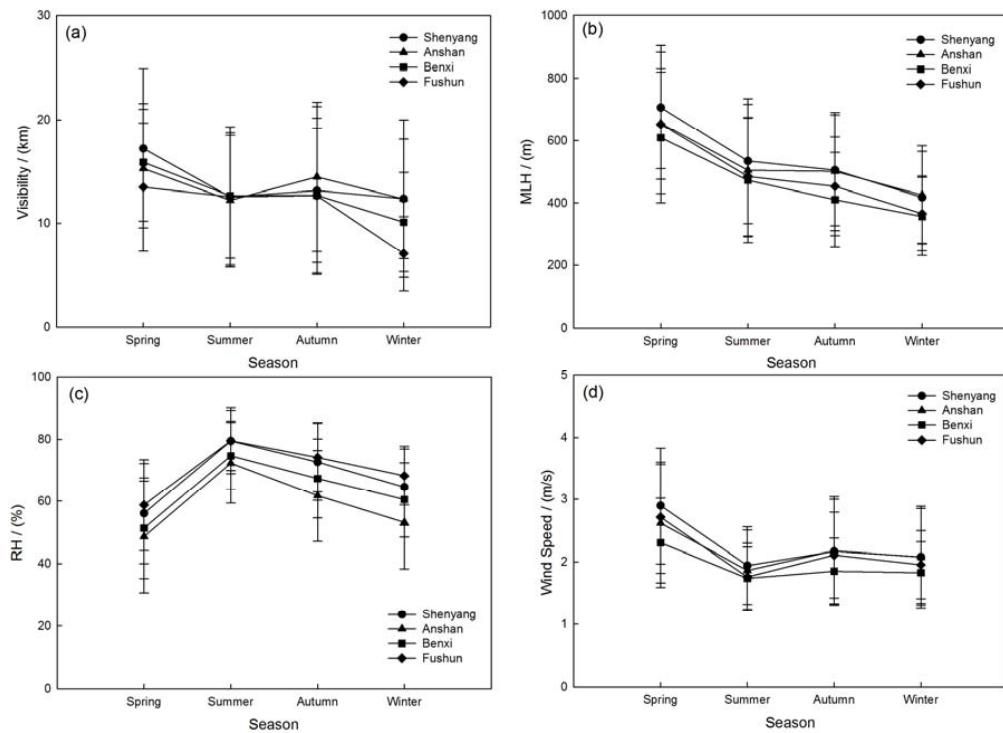 (a)
Shenyang
Anshan
Benxi
Fushun
30
20
10
0
Visibility / (km)
Spring Summer Autumn Winter
Season
(b)
Shenyang
Anshan
Benxi
Fushun
1000
800
600
400
200
0
MLH / (m)
Spring Summer Autumn Winter
Season
(c)
100
80
60
40
20
0
RH / (%)
Shenyang
Anshan
Benxi
Fushun
Spring Summer Autumn Winter
Season
(d)
Shenyang
Anshan
Benxi
Fushun
5
4
3
2
1
0
Wind Speed / (m/s)
Spring Summer Autumn Winter
Season